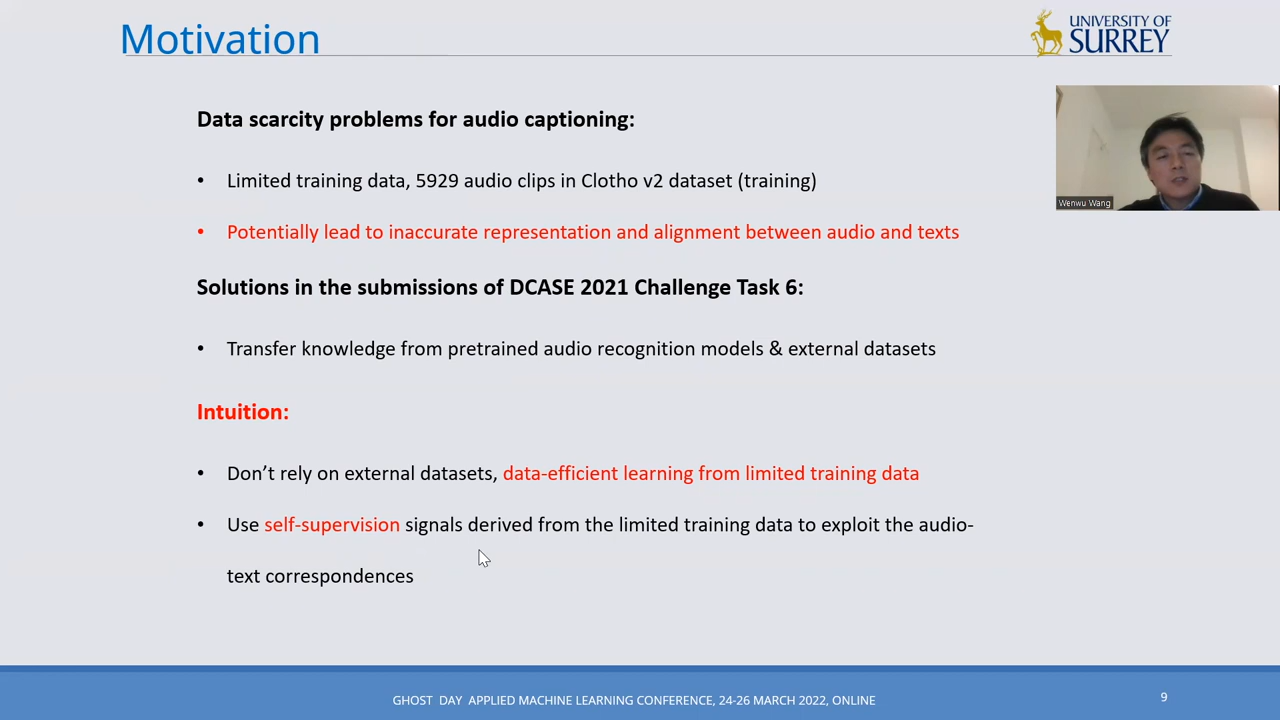 Motivation
UNIVERSITY OF
SURREY
Data scarcity problems for audio captioning:
• Limited training data, 5929 audio clips in Clotho v2 dataset (training)
Wenwu Wang
• Potentially lead to inaccurate representation and alignment between audio and texts
Solutions in the submissions of DCASE 2021 Challenge Task 6:
• Transfer knowledge from pretrained audio recognition models & external datasets
Intuition:
• Don’t rely on external datasets, data-efficient learning from limited training data
• Use self-supervision signals derived from the limited training data to exploit the audio-
text correspondences
GHOST DAY APPLIED MACHINE LEARNING CONFERENCE, 24-26 MARCH 2022, ONLINE
9